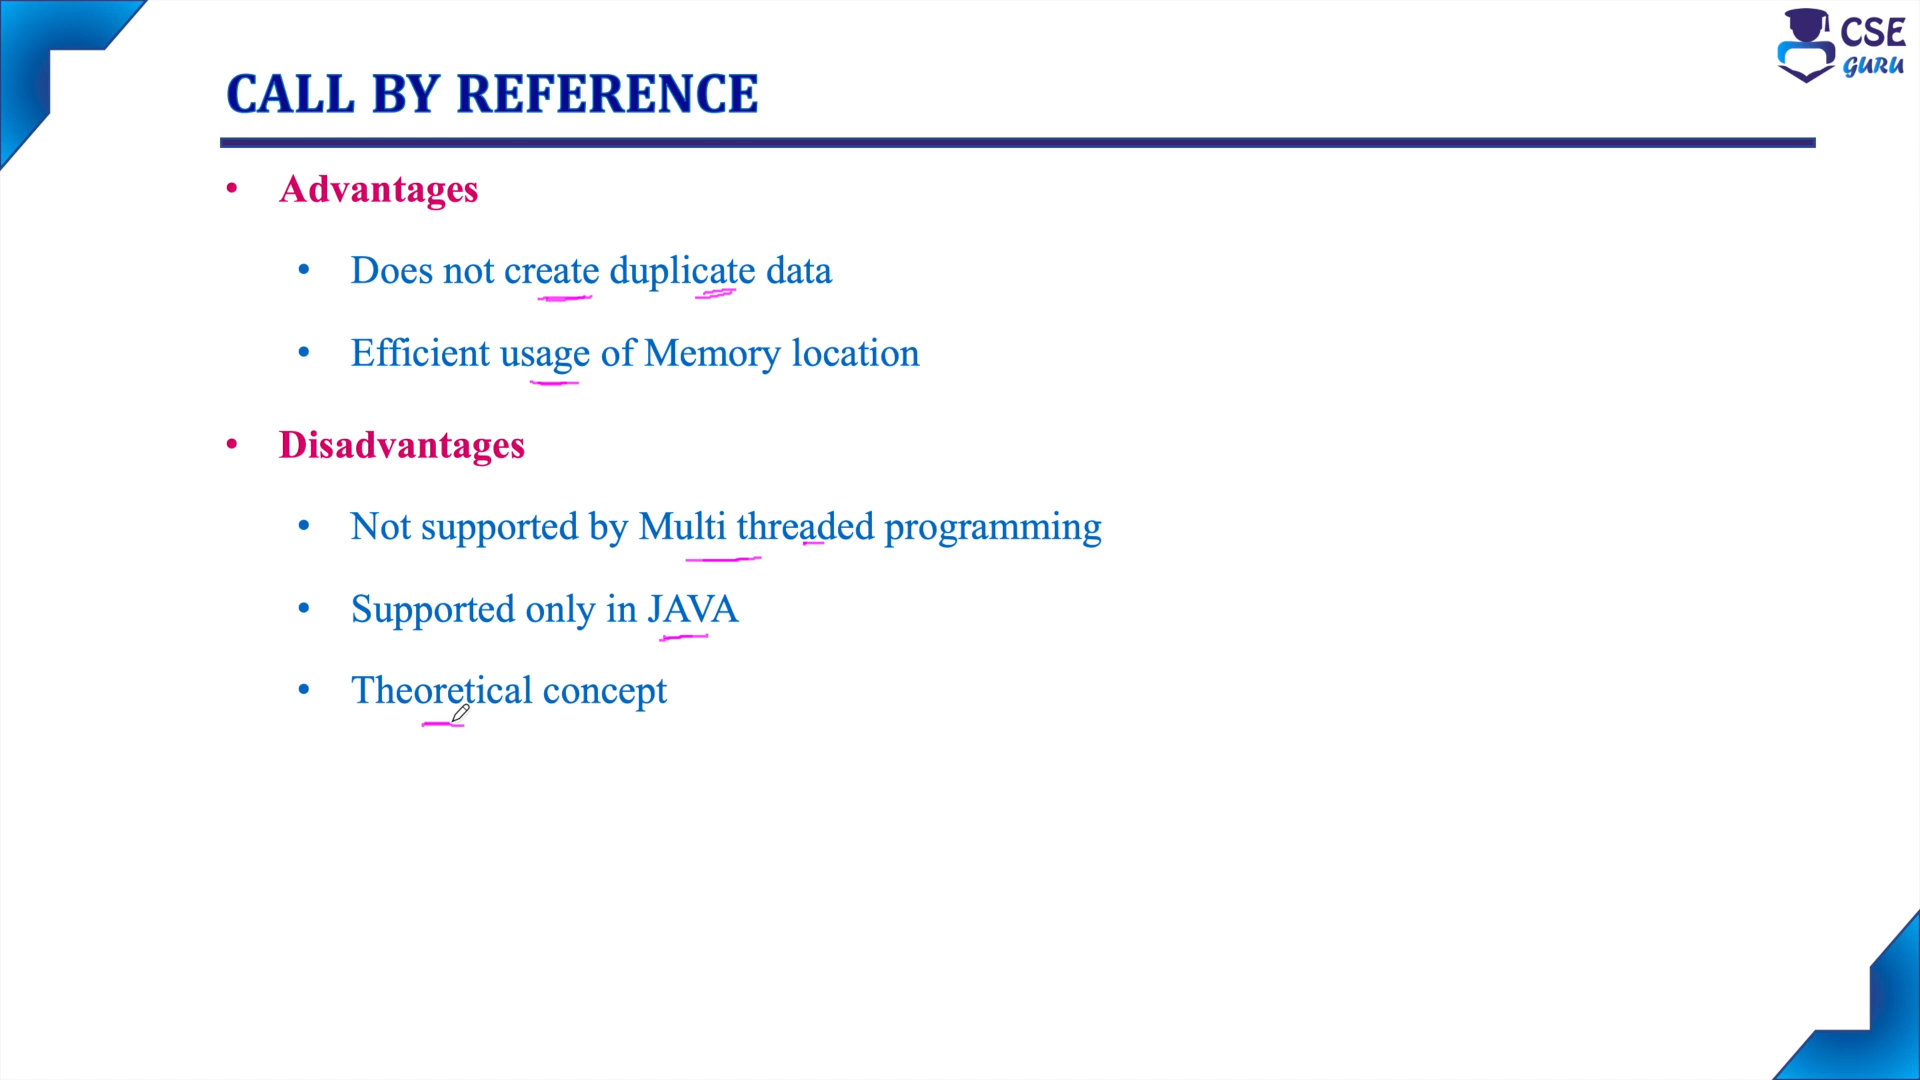 CSE
GURU
CALL BY REFERENCE
• Advantages
• Does not create duplicate data
• Efficient usage of Memory location
• Disadvantages
• Not supported by Multi threaded programming
• Supported only in JAVA
• Theoretical concept